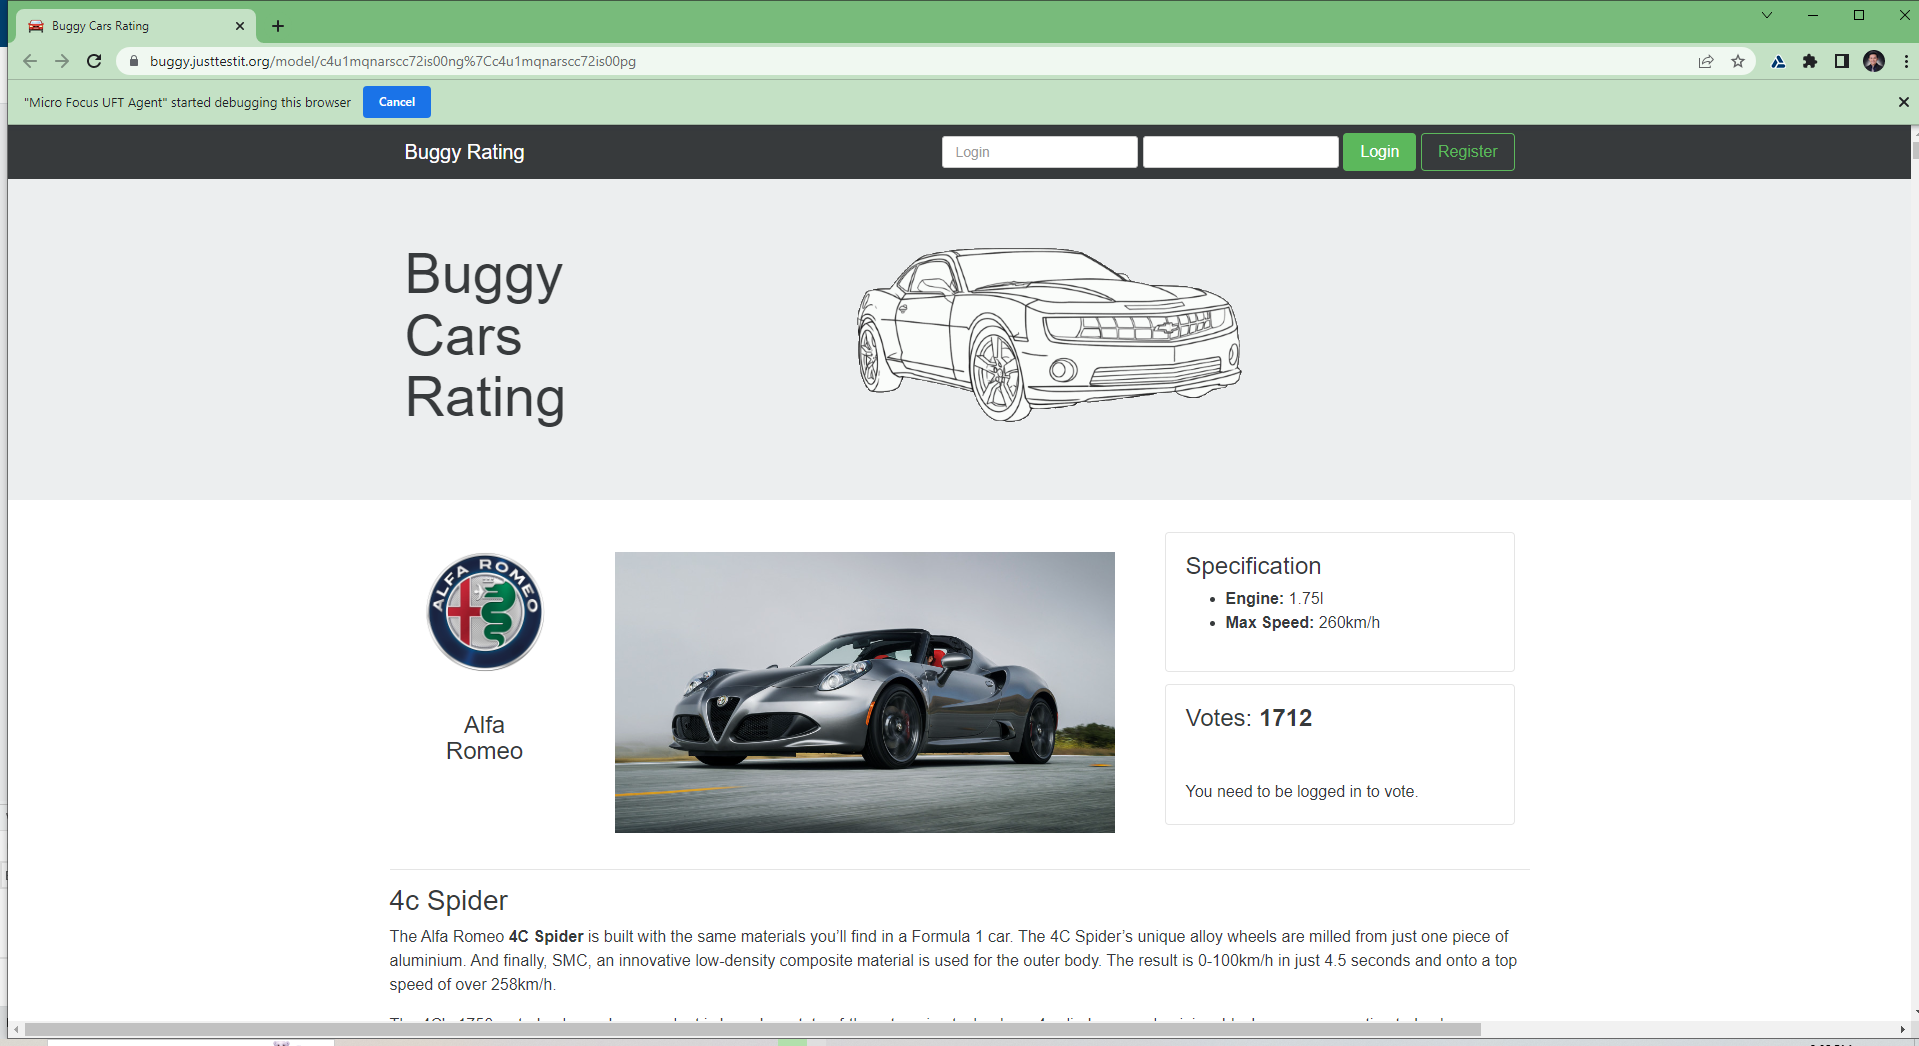 Buggy Cars Rating
buggy.justtestit.org/model/c4u1mqnarscc72is00ng%7Cc4u1mqnarscc72is00pg
"Micro Focus UFT Agent" started debugging this browser
Cancel
Buggy Rating
Login
Login
Register
Buggy
Cars
Rating
ALFA ROMEO
Alfa
Romeo
Specification
• Engine: 1.75l
• Max Speed: 260km/h
Votes: 1712
You need to be logged in to vote.
4c Spider
The Alfa Romeo 4C Spider is built with the same materials you’ll find in a Formula 1 car. The 4C Spider’s unique alloy wheels are milled from just one piece of
aluminium. And finally, SMC, an innovative low-density composite material is used for the outer body. The result is 0-100km/h in just 4.5 seconds and onto a top
speed of over 258km/h.